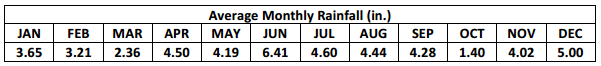 Average Monthly Rainfall (in.)
JAN FEB MAR APR MAY JUN JUL AUG SEP OCT NOV DEC
3.65 3.21 2.36 4.50 4.19 6.41 4.60 4.44 4.28 1.40 4.02 5.00